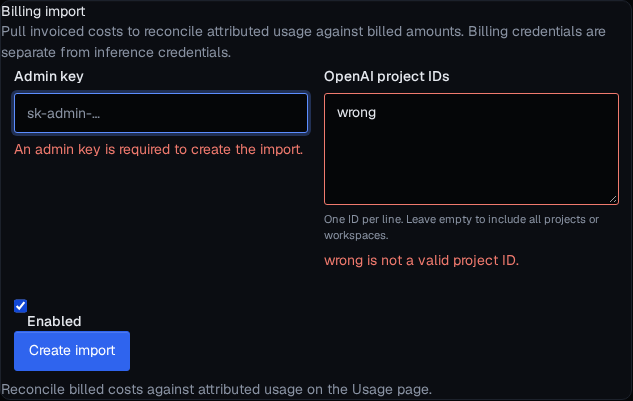 Billing import
Pull invoiced costs to reconcile attributed usage against billed amounts. Billing credentials are
separate from inference credentials.
Admin key
sk-admin-...
An admin key is required to create the import.
OpenAI project IDs
wrong
One ID per line. Leave empty to include all projects or
workspaces.
wrong is not a valid project ID.
Enabled
Create import
Reconcile billed costs against attributed usage on the Usage page.